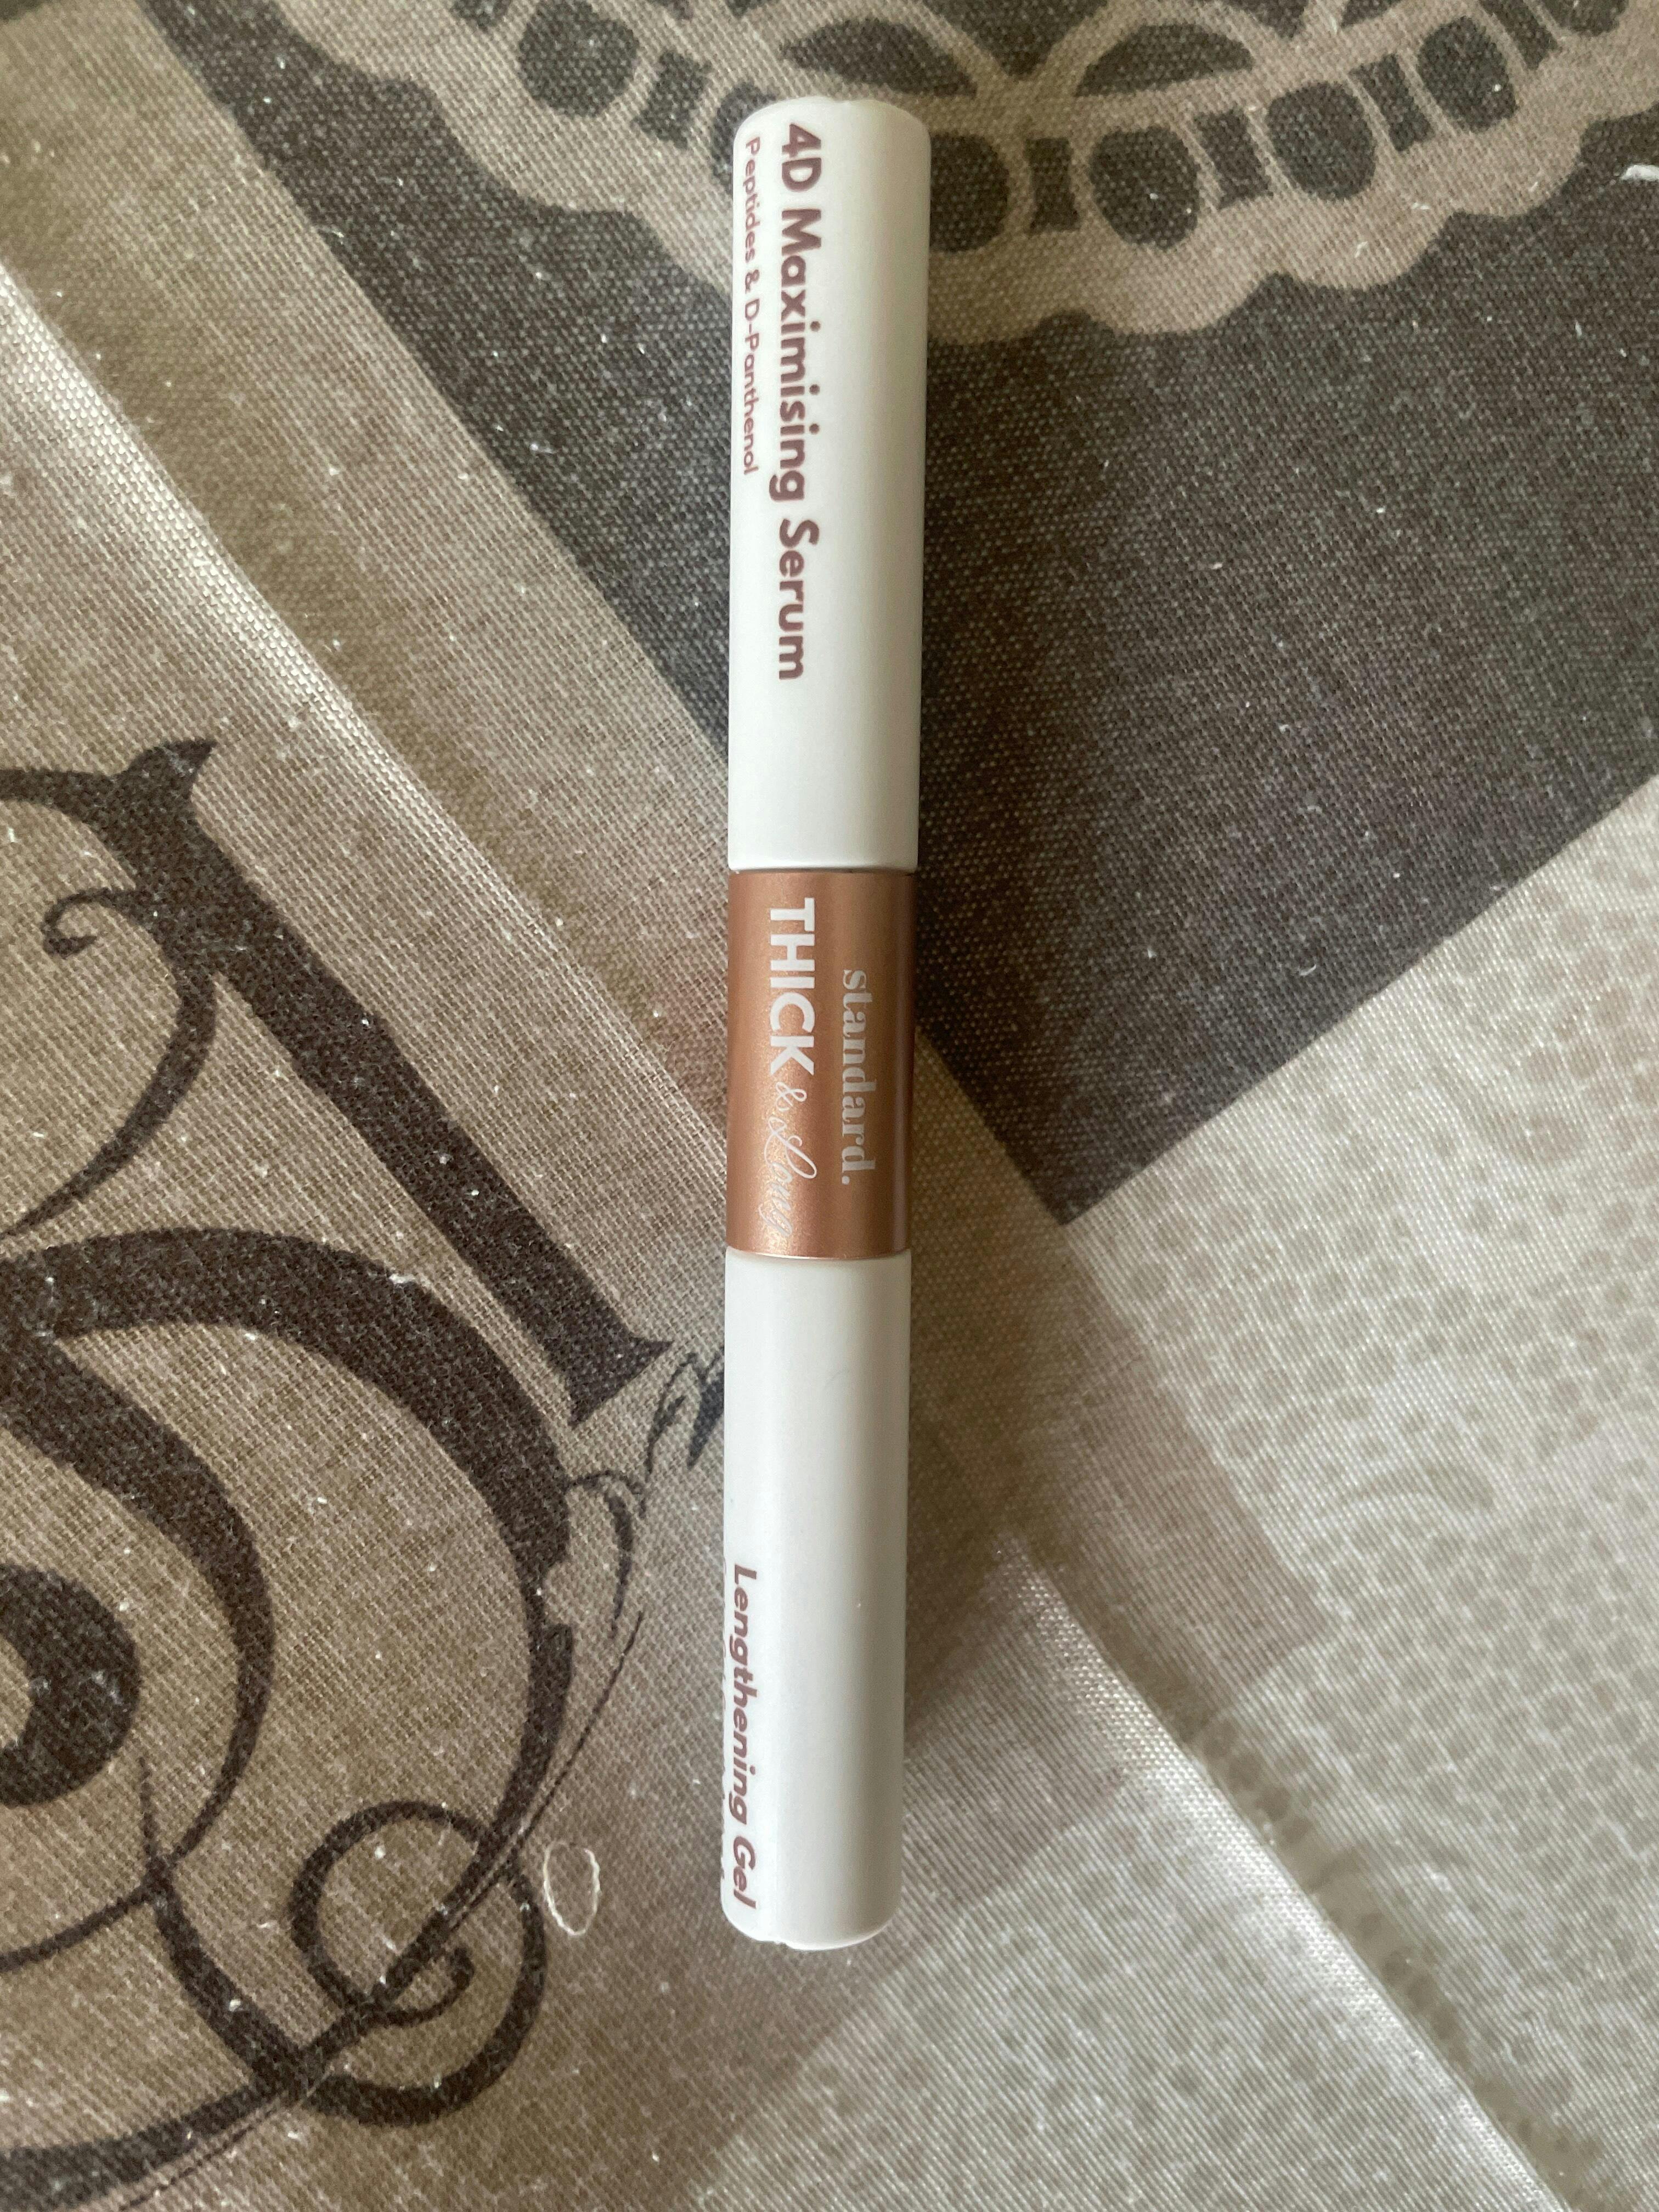 4D Maximising Serum
Peptides & D-Panthenol
standard.
THICK & Long
Lengthening Gel